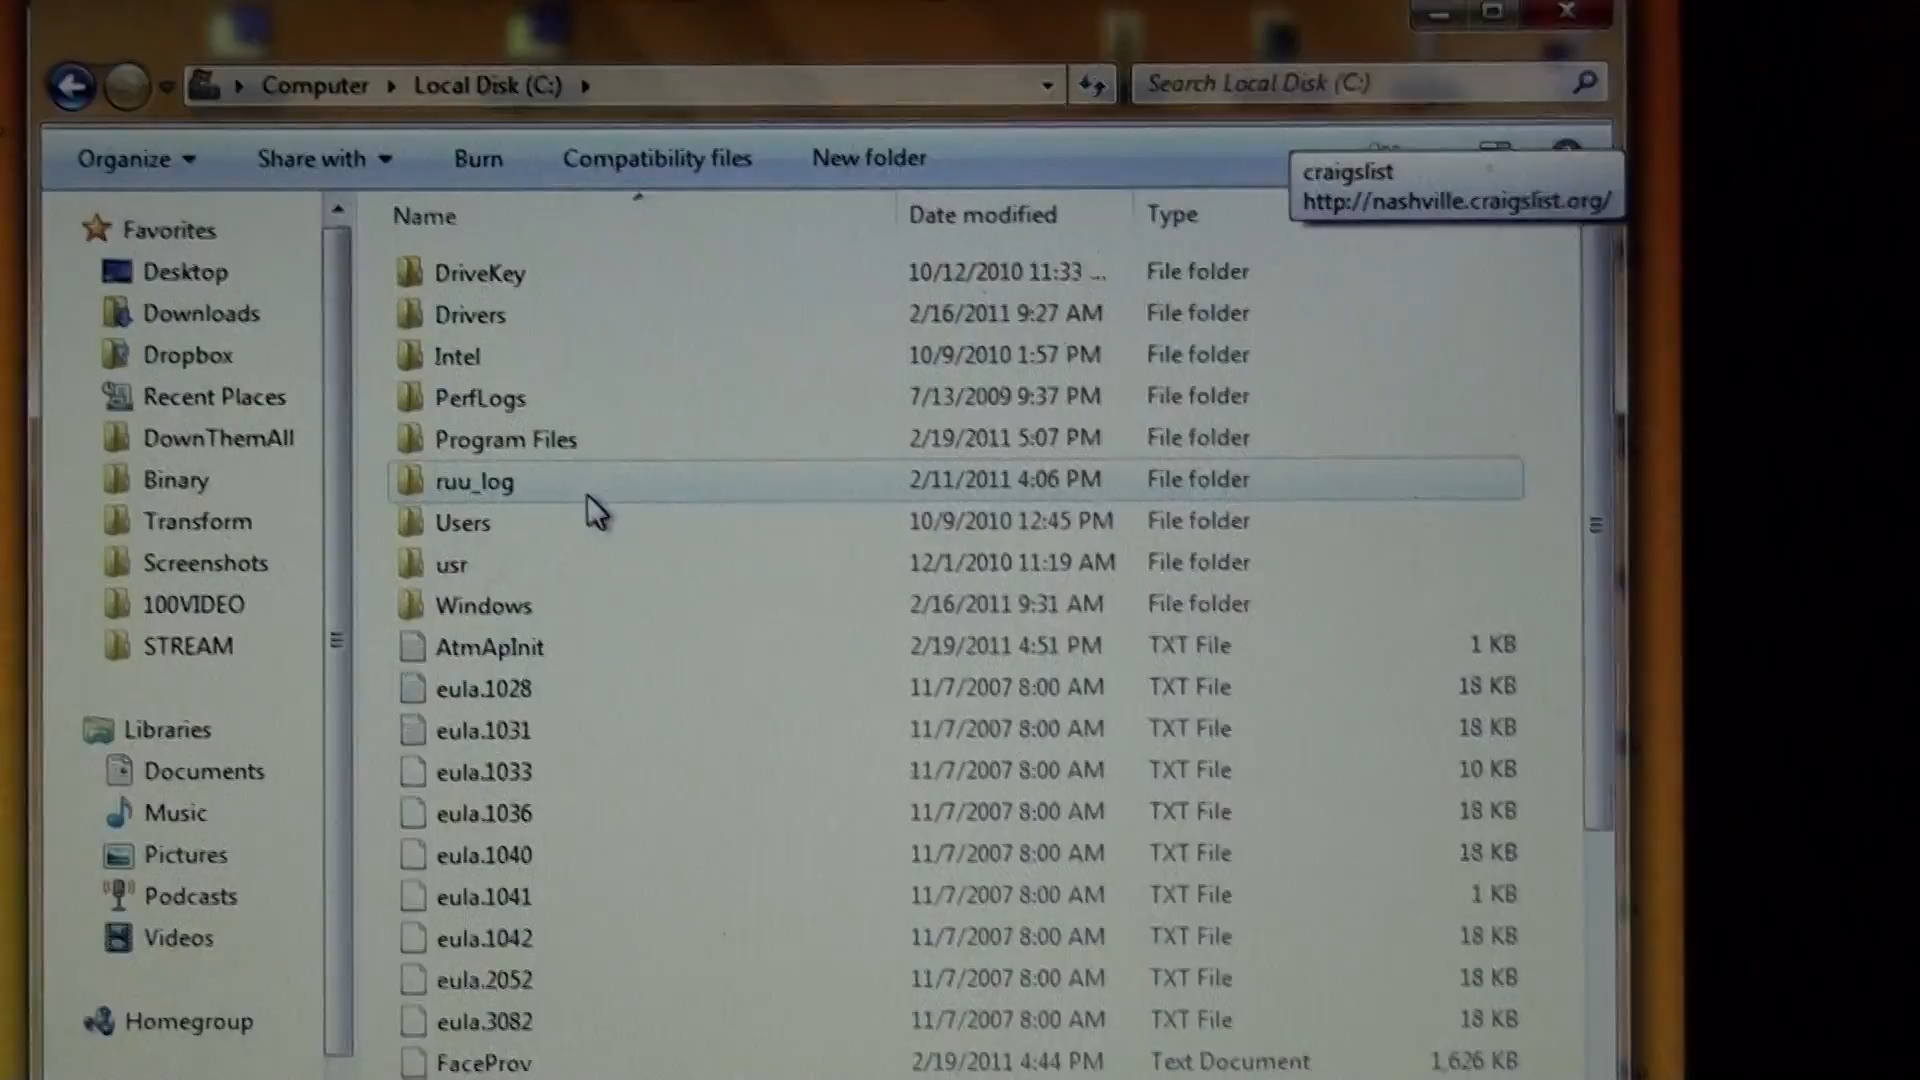 Computer Local Disk (C:) Search Local Disk (C:)
Organize Share with Burn Compatibility files New folder
craigslist
http://nashville.craigslist.org/
Name Date modified Type
Favorites
Desktop
Downloads
Dropbox
Recent Places
DownThemAll
Binary
Transform
Screenshots
100VIDEO
STREAM
Libraries
Documents
Music
Pictures
Podcasts
Videos
Homegroup
DriveKey 10/12/2010 11:33 ... File folder
Drivers 2/16/2011 9:27 AM File folder
Intel 10/9/2010 1:57 PM File folder
PerfLogs 7/13/2009 9:37 PM File folder
Program Files 2/19/2011 5:07 PM File folder
ruu_log 2/11/2011 4:06 PM File folder
Users 10/9/2010 12:45 PM File folder
usr 12/1/2010 11:19 AM File folder
Windows 2/16/2011 9:31 AM File folder
AtmApInit 2/19/2011 4:51 PM TXT File 1 KB
eula.1028 11/7/2007 8:00 AM TXT File 18 KB
eula.1031 11/7/2007 8:00 AM TXT File 18 KB
eula.1033 11/7/2007 8:00 AM TXT File 10 KB
eula.1036 11/7/2007 8:00 AM TXT File 18 KB
eula.1040 11/7/2007 8:00 AM TXT File 18 KB
eula.1041 11/7/2007 8:00 AM TXT File 1 KB
eula.1042 11/7/2007 8:00 AM TXT File 18 KB
eula.2052 11/7/2007 8:00 AM TXT File 18 KB
eula.3082 11/7/2007 8:00 AM TXT File 18 KB
FaceProv 2/19/2011 4:44 PM Text Document 1,626 KB